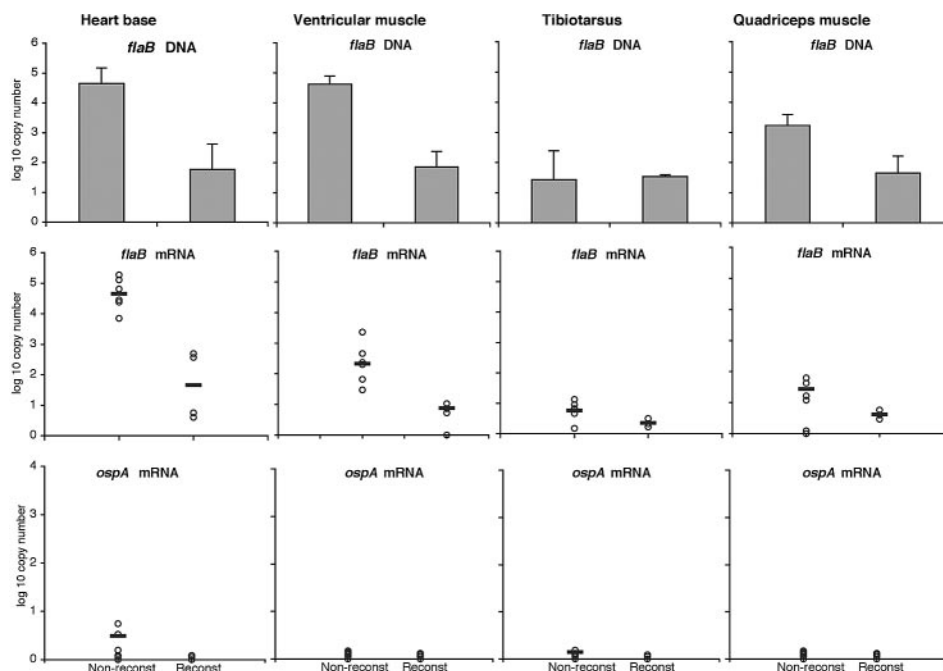 Heart base Ventricular muscle Tibiotarsus Quadriceps muscle
flaB DNA flaB DNA flaB DNA flaB DNA
6
5
4
3
2
1
0
log 10 copy number
flaB mRNA flaB mRNA flaB mRNA flaB mRNA
6
5
4
3
2
1
0
log 10 copy number
ospA mRNA ospA mRNA ospA mRNA ospA mRNA
4
3
2
1
0
log 10 copy number
Non-reconst Reconst Non-reconst Reconst Non-reconst Reconst Non-reconst Reconst